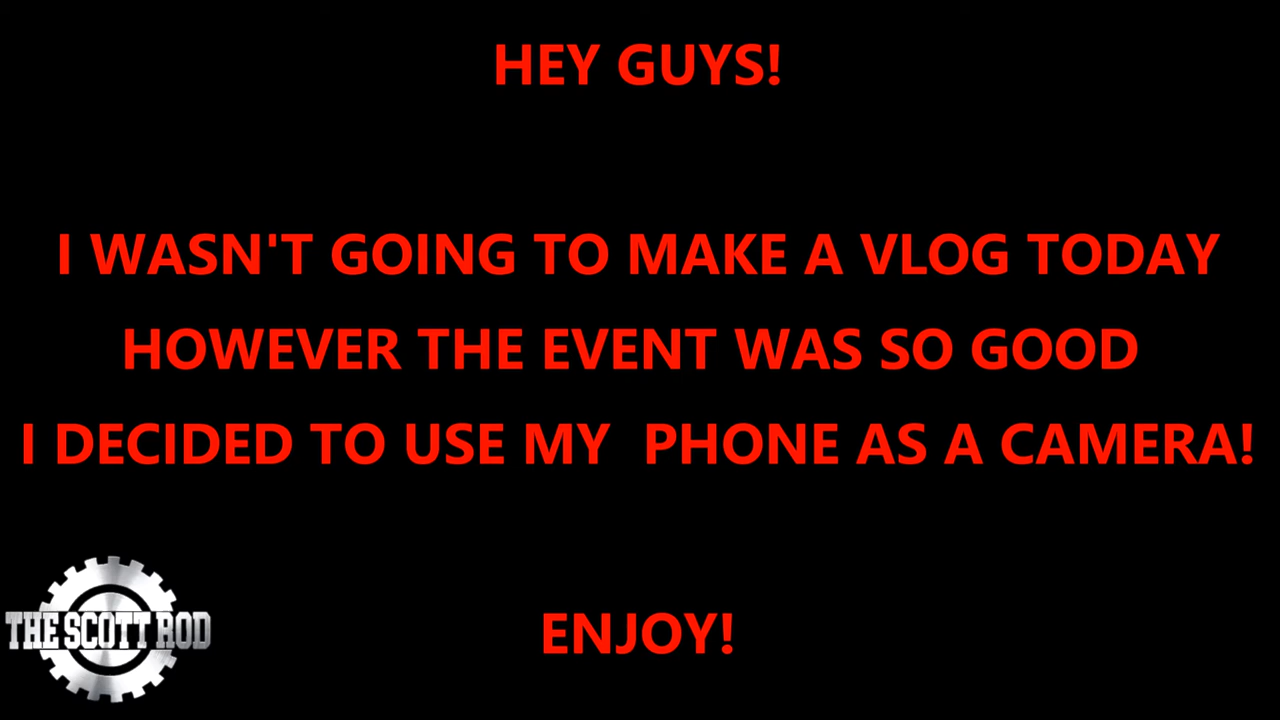 HEY GUYS!
I WASN'T GOING TO MAKE A VLOG TODAY
HOWEVER THE EVENT WAS SO GOOD
I DECIDED TO USE MY  PHONE AS A CAMERA!
THE SCOTT ROD
ENJOY!